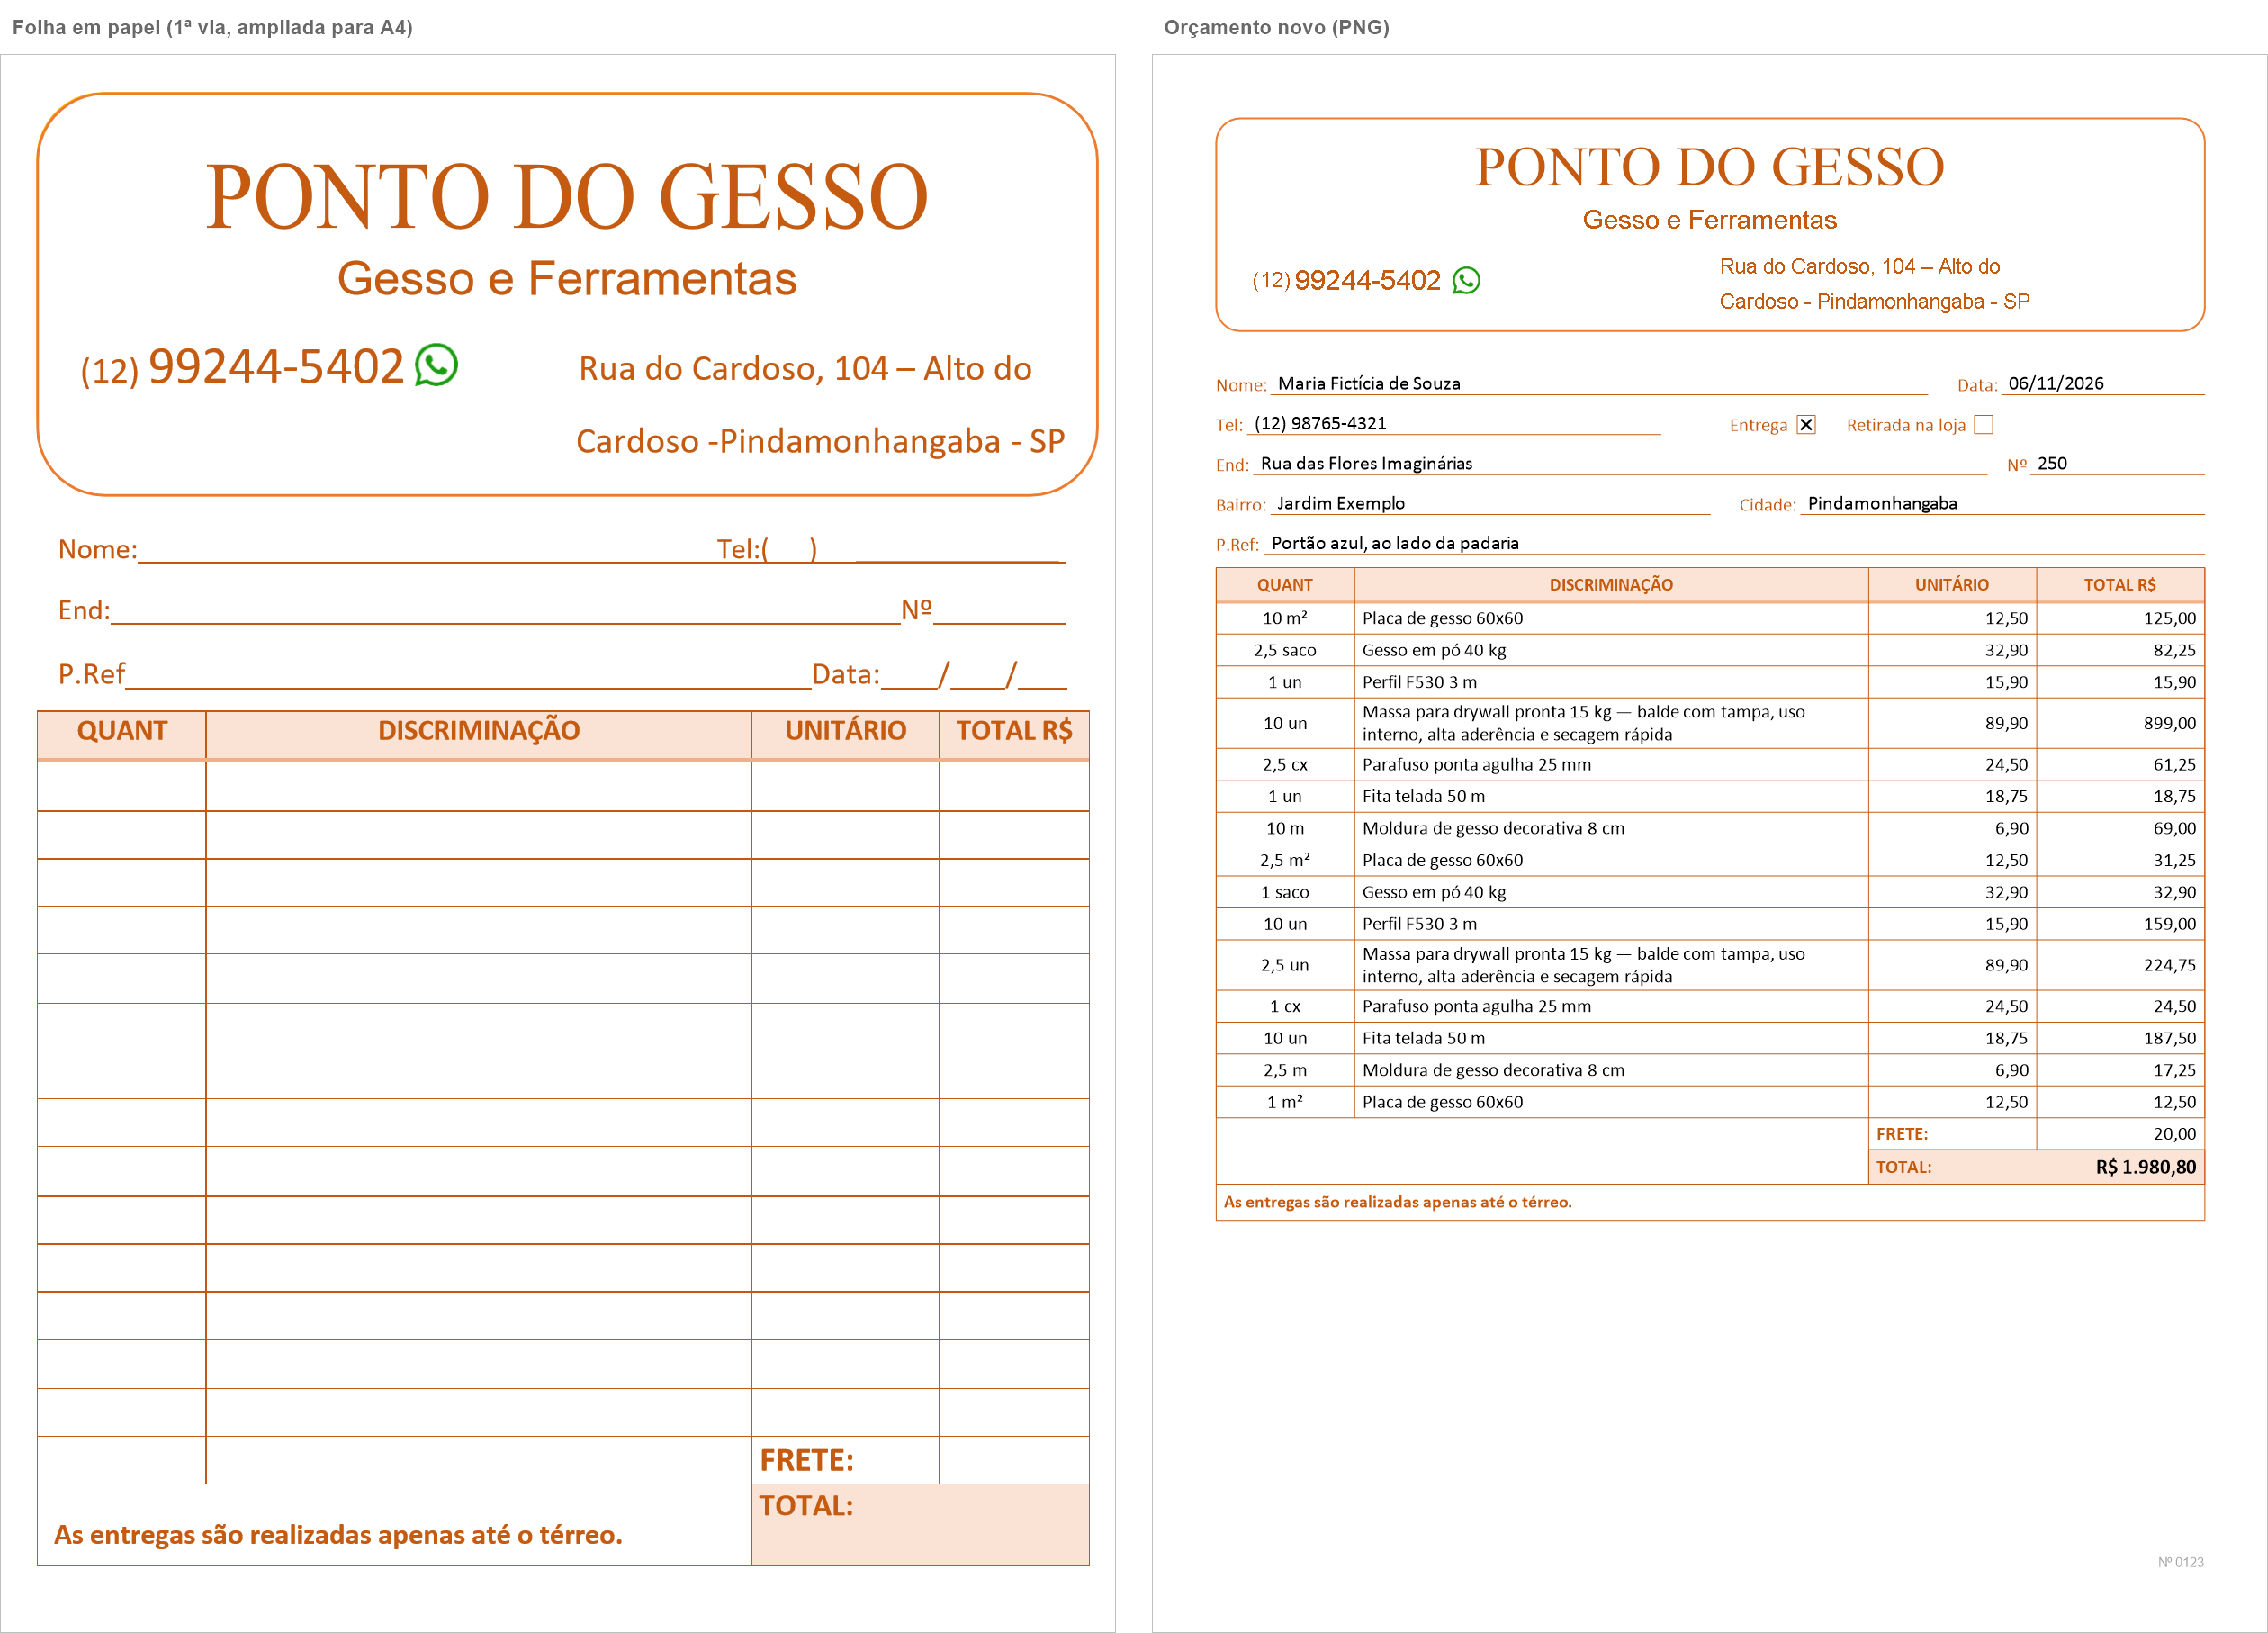 Folha em papel (1ª via, ampliada para A4)
PONTO DO GESSO
Gesso e Ferramentas
(12) 99244-5402
Rua do Cardoso, 104 – Alto do
Cardoso -Pindamonhangaba - SP
Nome: Tel:( )
End: Nº
P.Ref Data: / /
QUANT DISCRIMINAÇÃO UNITÁRIO TOTAL R$
FRETE:
TOTAL:
As entregas são realizadas apenas até o térreo.
Orçamento novo (PNG)
PONTO DO GESSO
Gesso e Ferramentas
(12) 99244-5402
Rua do Cardoso, 104 – Alto do
Cardoso - Pindamonhangaba - SP
Nome: Maria Fictícia de Souza Data: 06/11/2026
Tel: (12) 98765-4321 Entrega ☒ Retirada na loja ☐
End: Rua das Flores Imaginárias Nº 250
Bairro: Jardim Exemplo Cidade: Pindamonhangaba
P.Ref: Portão azul, ao lado da padaria
QUANT DISCRIMINAÇÃO UNITÁRIO TOTAL R$
10 m² Placa de gesso 60x60 12,50 125,00
2,5 saco Gesso em pó 40 kg 32,90 82,25
1 un Perfil F530 3 m 15,90 15,90
10 un Massa para drywall pronta 15 kg — balde com tampa, uso
interno, alta aderência e secagem rápida 89,90 899,00
2,5 cx Parafuso ponta agulha 25 mm 24,50 61,25
1 un Fita telada 50 m 18,75 18,75
10 m Moldura de gesso decorativa 8 cm 6,90 69,00
2,5 m² Placa de gesso 60x60 12,50 31,25
1 saco Gesso em pó 40 kg 32,90 32,90
10 un Perfil F530 3 m 15,90 159,00
2,5 un Massa para drywall pronta 15 kg — balde com tampa, uso
interno, alta aderência e secagem rápida 89,90 224,75
1 cx Parafuso ponta agulha 25 mm 24,50 24,50
10 un Fita telada 50 m 18,75 187,50
2,5 m Moldura de gesso decorativa 8 cm 6,90 17,25
1 m² Placa de gesso 60x60 12,50 12,50
FRETE: 20,00
TOTAL: R$ 1.980,80
As entregas são realizadas apenas até o térreo.
Nº 0123